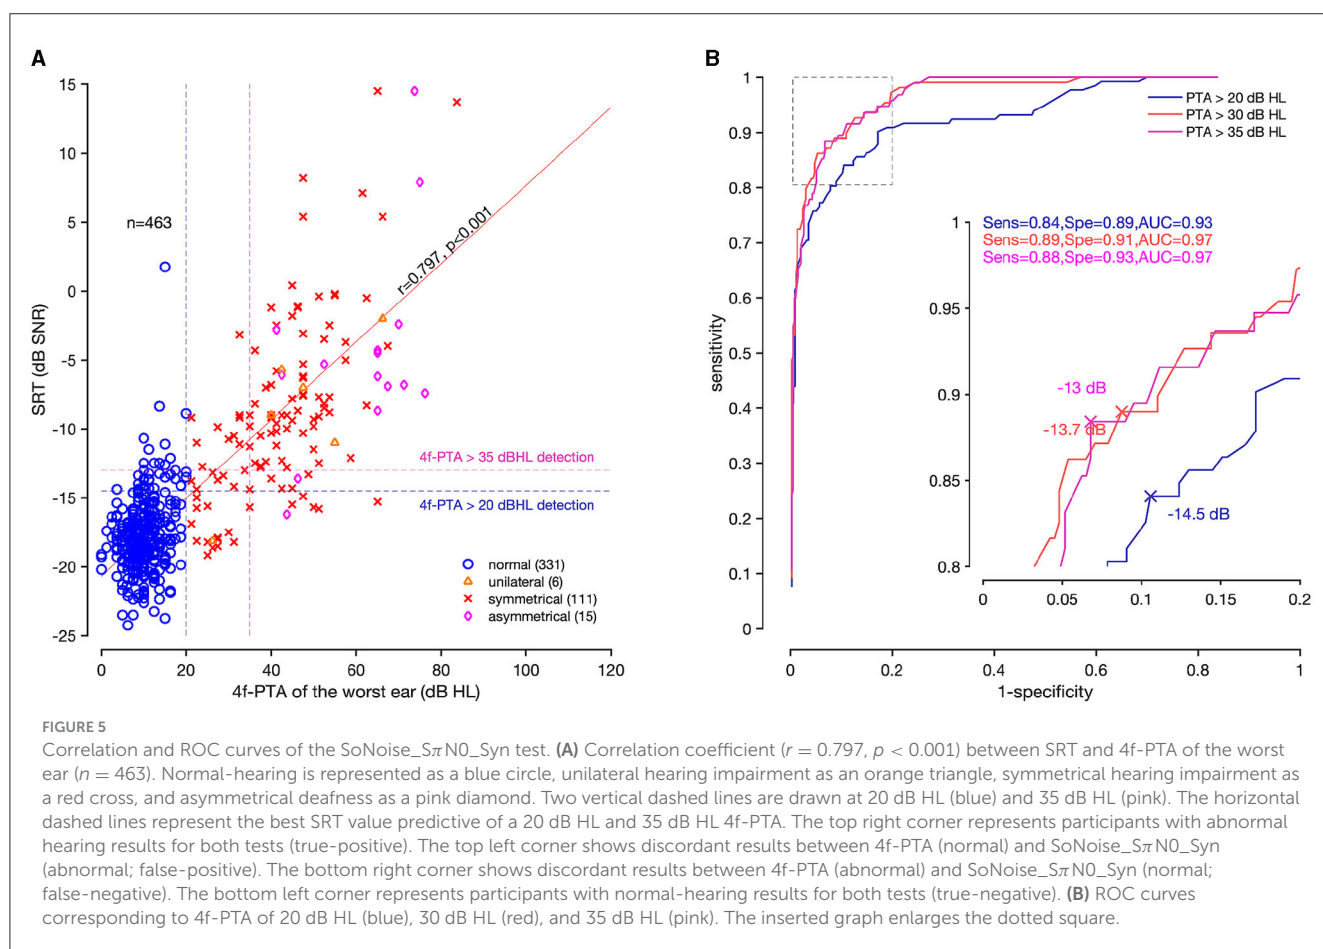 A
15
10
5
0
-5
-10
-15
-20
-25
SRT (dB SNR)
n=463
r=0.797, p<0.001
4f-PTA > 35 dBHL detection
4f-PTA > 20 dBHL detection
normal (331)
unilateral (6)
symmetrical (111)
asymmetrical (15)
0 20 40 60 80 100 120
4f-PTA of the worst ear (dB HL)
B
1
0.9
0.8
0.7
0.6
0.5
0.4
0.3
0.2
0.1
0
sensitivity
PTA > 20 dB HL
PTA > 30 dB HL
PTA > 35 dB HL
Sens=0.84,Spe=0.89,AUC=0.93
Sens=0.89,Spe=0.91,AUC=0.97
Sens=0.88,Spe=0.93,AUC=0.97
1
0.95
0.9
0.85
0.8
-13 dB
-13.7 dB
-14.5 dB
0 0.05 0.1 0.15 0.2
0 0.2 0.4 0.6 0.8 1
1-specificity
FIGURE 5
Correlation and ROC curves of the SoNoise_SπN0_Syn test. (A) Correlation coefficient (r = 0.797, p < 0.001) between SRT and 4f-PTA of the worst
ear (n = 463). Normal-hearing is represented as a blue circle, unilateral hearing impairment as an orange triangle, symmetrical hearing impairment as
a red cross, and asymmetrical deafness as a pink diamond. Two vertical dashed lines are drawn at 20 dB HL (blue) and 35 dB HL (pink). The horizontal
dashed lines represent the best SRT value predictive of a 20 dB HL and 35 dB HL 4f-PTA. The top right corner represents participants with abnormal
hearing results for both tests (true-positive). The top left corner shows discordant results between 4f-PTA (normal) and SoNoise_SπN0_Syn
(abnormal; false-positive). The bottom right corner shows discordant results between 4f-PTA (abnormal) and SoNoise_SπN0_Syn (normal;
false-negative). The bottom left corner represents participants with normal-hearing results for both tests (true-negative). (B) ROC curves
corresponding to 4f-PTA of 20 dB HL (blue), 30 dB HL (red), and 35 dB HL (pink). The inserted graph enlarges the dotted square.